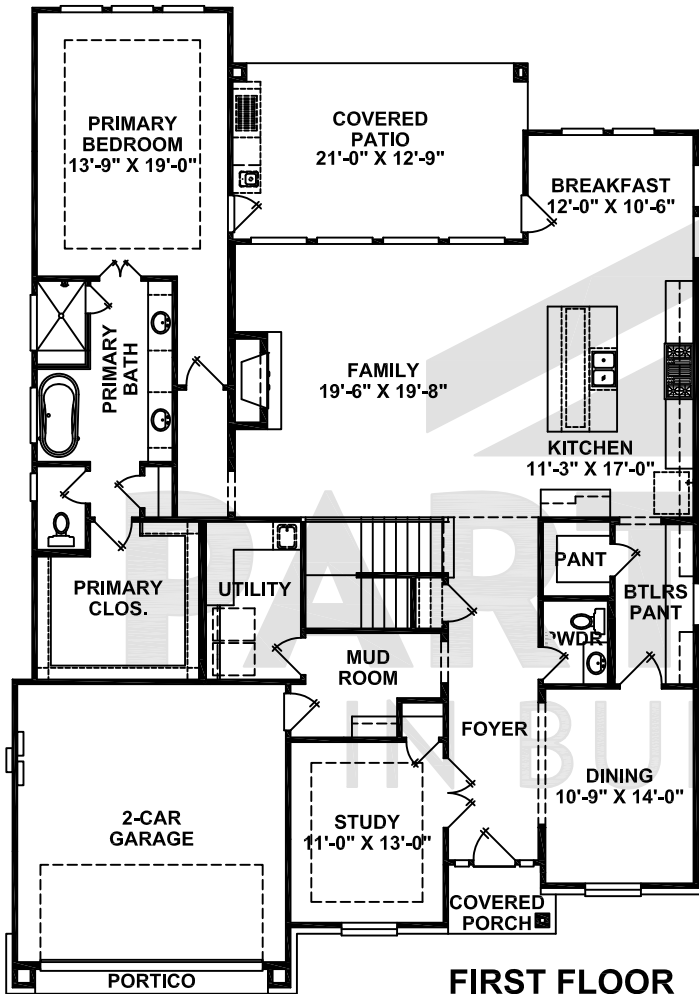 PRIMARY
BEDROOM
13'-9" X 19'-0"
COVERED
PATIO
21'-0" X 12'-9"
BREAKFAST
12'-0" X 10'-6"
PRIMARY
BATH
FAMILY
19'-6" X 19'-8"
KITCHEN
11'-3" X 17'-0"
PRIMARY
CLOS.
UTILITY
PANT
BTLRS
PANT
PWDR
MUD
ROOM
FOYER
2-CAR
GARAGE
STUDY
11'-0" X 13'-0"
DINING
10'-9" X 14'-0"
COVERED
PORCH
PORTICO
FIRST FLOOR
PART
IN BU